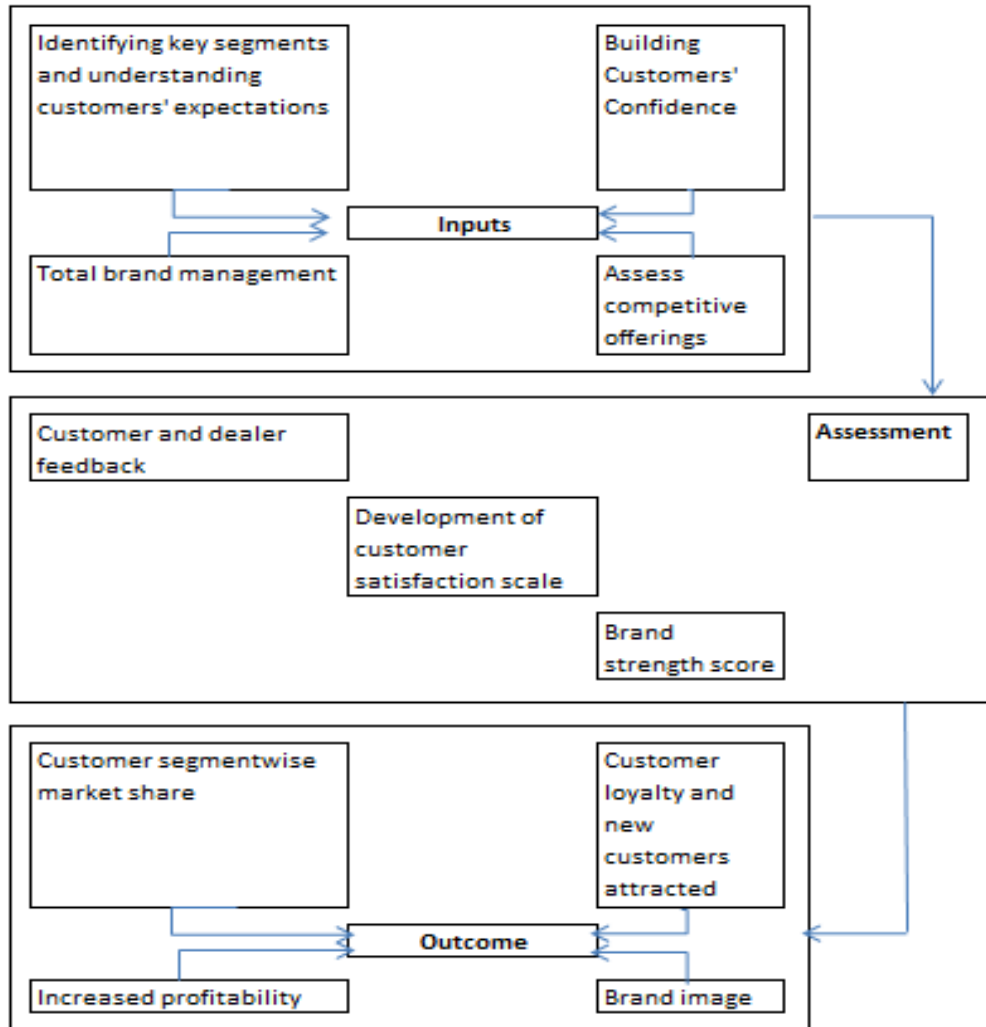 Identifying key segments
and understanding
customers' expectations
Building
Customers'
Confidence
Inputs
Total brand management
Assess
competitive
offerings
Customer and dealer
feedback
Assessment
Development of
customer
satisfaction scale
Brand
strength score
Customer segmentwise
market share
Customer
loyalty and
new
customers
attracted
Outcome
Increased profitability
Brand image